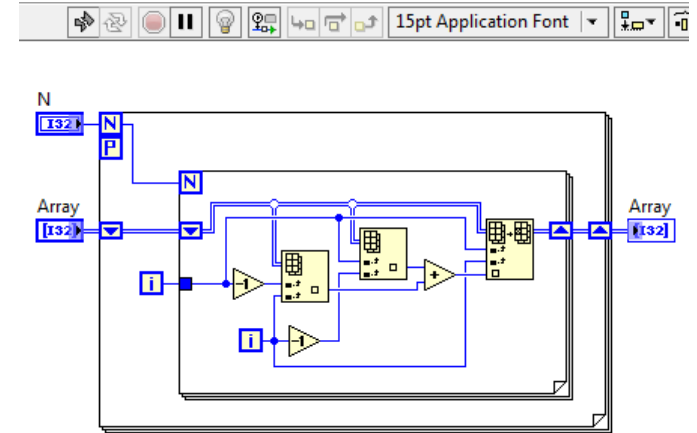 15pt Application Font
N
I32
N
P
N
Array
Array
[I32]
I32]
i
-1
+
i
-1